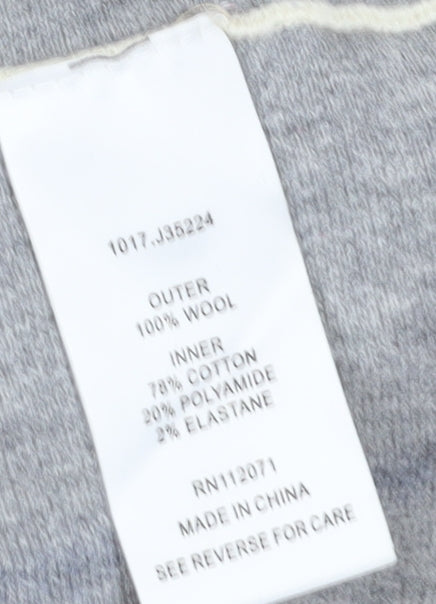 1017.J35224
OUTER
100% WOOL
INNER
78% COTTON
20% POLYAMIDE
2% ELASTANE
RN112071
MADE IN CHINA
SEE REVERSE FOR CARE